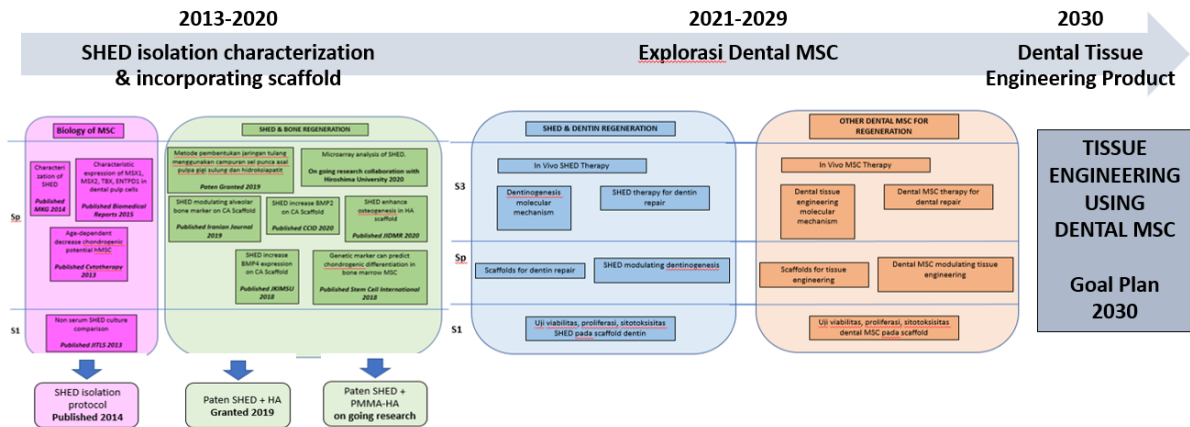 2013-2020
2021-2029
2030
SHED isolation characterization
& incorporating scaffold
Explorasi Dental MSC
Dental Tissue
Engineering Product
Biology of MSC
Characteri
zation of
SHED
Published
MKG 2014
Characteristic
expression of MSX1,
MSX2, TBX, ENTPD1 in
dental pulp cells
Published Biomedical
Reports 2015
Age-dependent
decrease chondrogenic
potential hMSC
Published Cytotherapy
2013
Sp
S1
Non serum SHED culture
comparison
Published JITLS 2013
SHED isolation
protocol
Published 2014
SHED & BONE REGENERATION
Metode pembentukan jaringan tulang
menggunakan campuran sel punca asal
pulpa gigi sulung dan hidroksiapatit
Paten Granted 2019
Microarray analysis of SHED.
On going research collaboration with
Hiroshima University 2020
SHED modulating alveolar
bone marker on CA Scaffold
Published Iranian Journal
2019
SHED increase BMP2
on CA Scaffold
Published CCID 2020
SHED enhance
osteogenesis in HA
scaffold
Published JIDMR 2020
SHED increase
BMP4 expression
on CA Scaffold
Published JKIMSU
2018
Genetic marker can predict
chondrogenic differentiation in
bone marrow MSC
Published Stem Cell International
2018
Paten SHED + HA
Granted 2019
Paten SHED +
PMMA-HA
on going research
SHED & DENTIN REGENERATION
S3
In Vivo SHED Therapy
Dentinogenesis
molecular
mechanism
SHED therapy for dentin
repair
Sp
Scaffolds for dentin repair
SHED modulating dentinogenesis
S1
Uji viabilitas, proliferasi, sitotoksisitas
SHED pada scaffold dentin
OTHER DENTAL MSC FOR
REGENERATION
In Vivo MSC Therapy
Dental tissue
engineering
molecular
mechanism
Dental MSC therapy for
dental repair
Scaffolds for tissue
engineering
Dental MSC modulating tissue
engineering
Uji viabilitas, proliferasi, sitotoksisitas
dental MSC pada scaffold
TISSUE
ENGINEERING
USING
DENTAL MSC
Goal Plan
2030